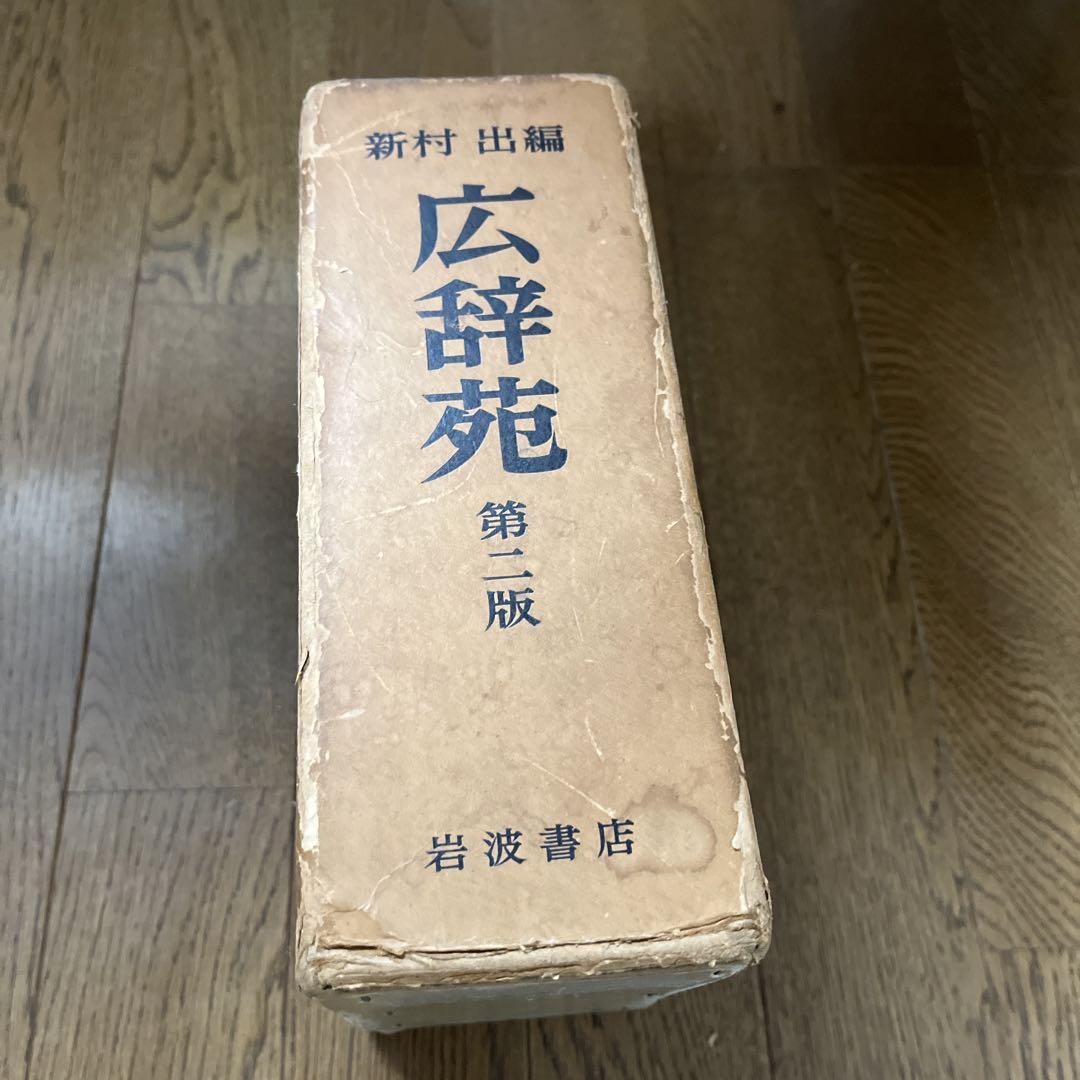 新村 出編
広辞苑
第二版
岩波書店